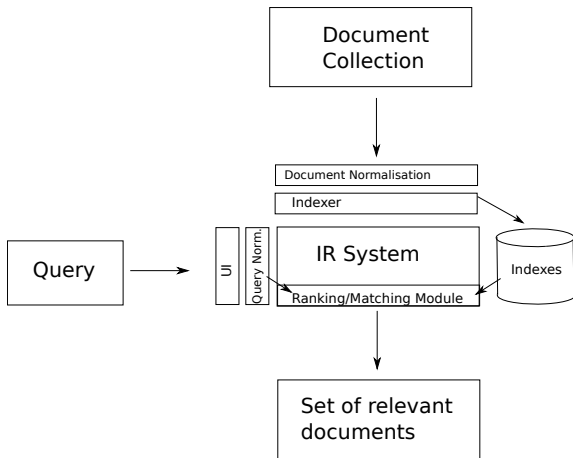 Document
Collection
Document Normalisation
Indexer
Query
UI
Query Norm.
IR System
Ranking/Matching Module
Indexes
Set of relevant
documents